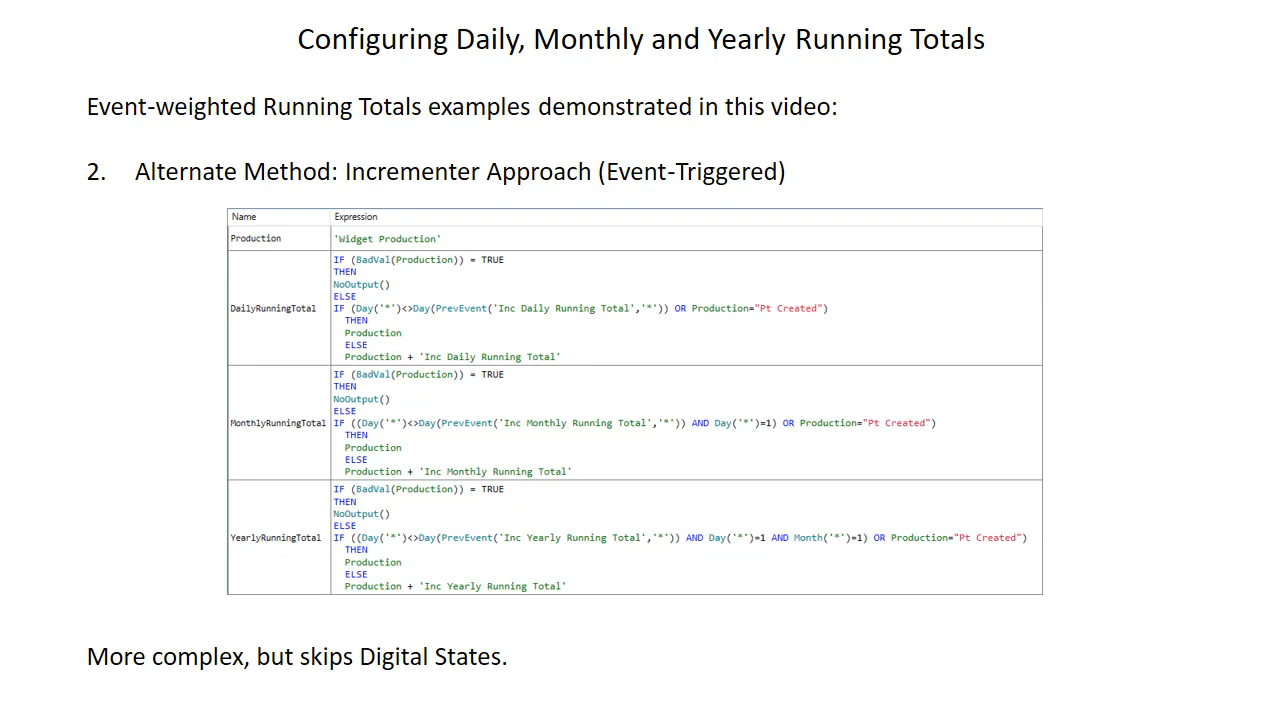 Configuring Daily, Monthly and Yearly Running Totals
Event-weighted Running Totals examples demonstrated in this video:
2. Alternate Method: Incrementer Approach (Event-Triggered)
Name Expression
Production 'Widget Production'
IF (BadVal(Production)) = TRUE
THEN
NoOutput()
ELSE
DailyRunningTotal IF (Day('*')<>Day(PrevEvent('Inc Daily Running Total','*')) OR Production="Pt Created")
THEN
Production
ELSE
Production + 'Inc Daily Running Total'
IF (BadVal(Production)) = TRUE
THEN
NoOutput()
ELSE
MonthlyRunningTotal IF ((Day('*')<>Day(PrevEvent('Inc Monthly Running Total','*')) AND Day('*')=1) OR Production="Pt Created")
THEN
Production
ELSE
Production + 'Inc Monthly Running Total'
IF (BadVal(Production)) = TRUE
THEN
NoOutput()
ELSE
YearlyRunningTotal IF ((Day('*')<>Day(PrevEvent('Inc Yearly Running Total','*')) AND Day('*')=1 AND Month('*')=1) OR Production="Pt Created")
THEN
Production
ELSE
Production + 'Inc Yearly Running Total'
More complex, but skips Digital States.